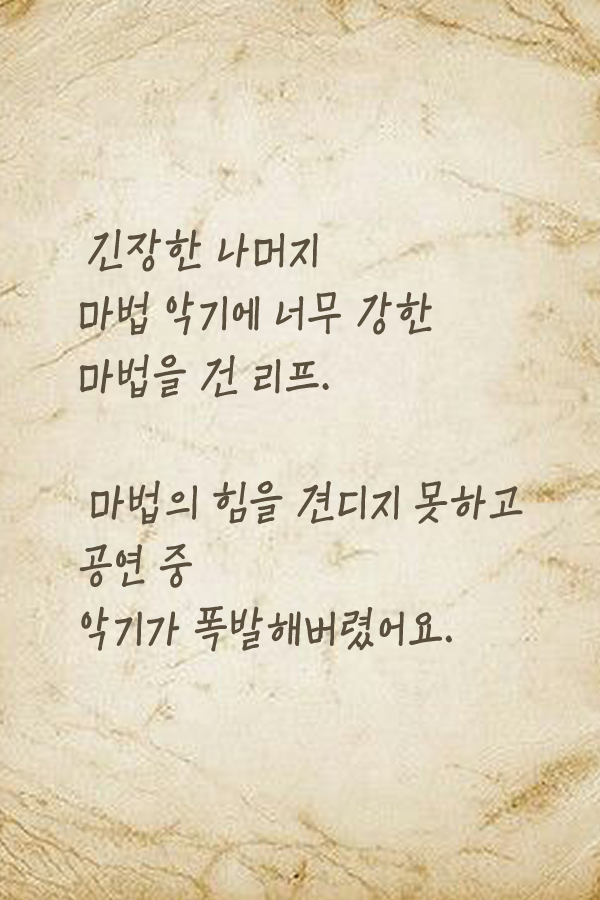 긴장한 나머지
마법 악기에 너무 강한
마법을 건 리프.
마법의 힘을 견디지 못하고
공연 중
악기가 폭발해버렸어요.